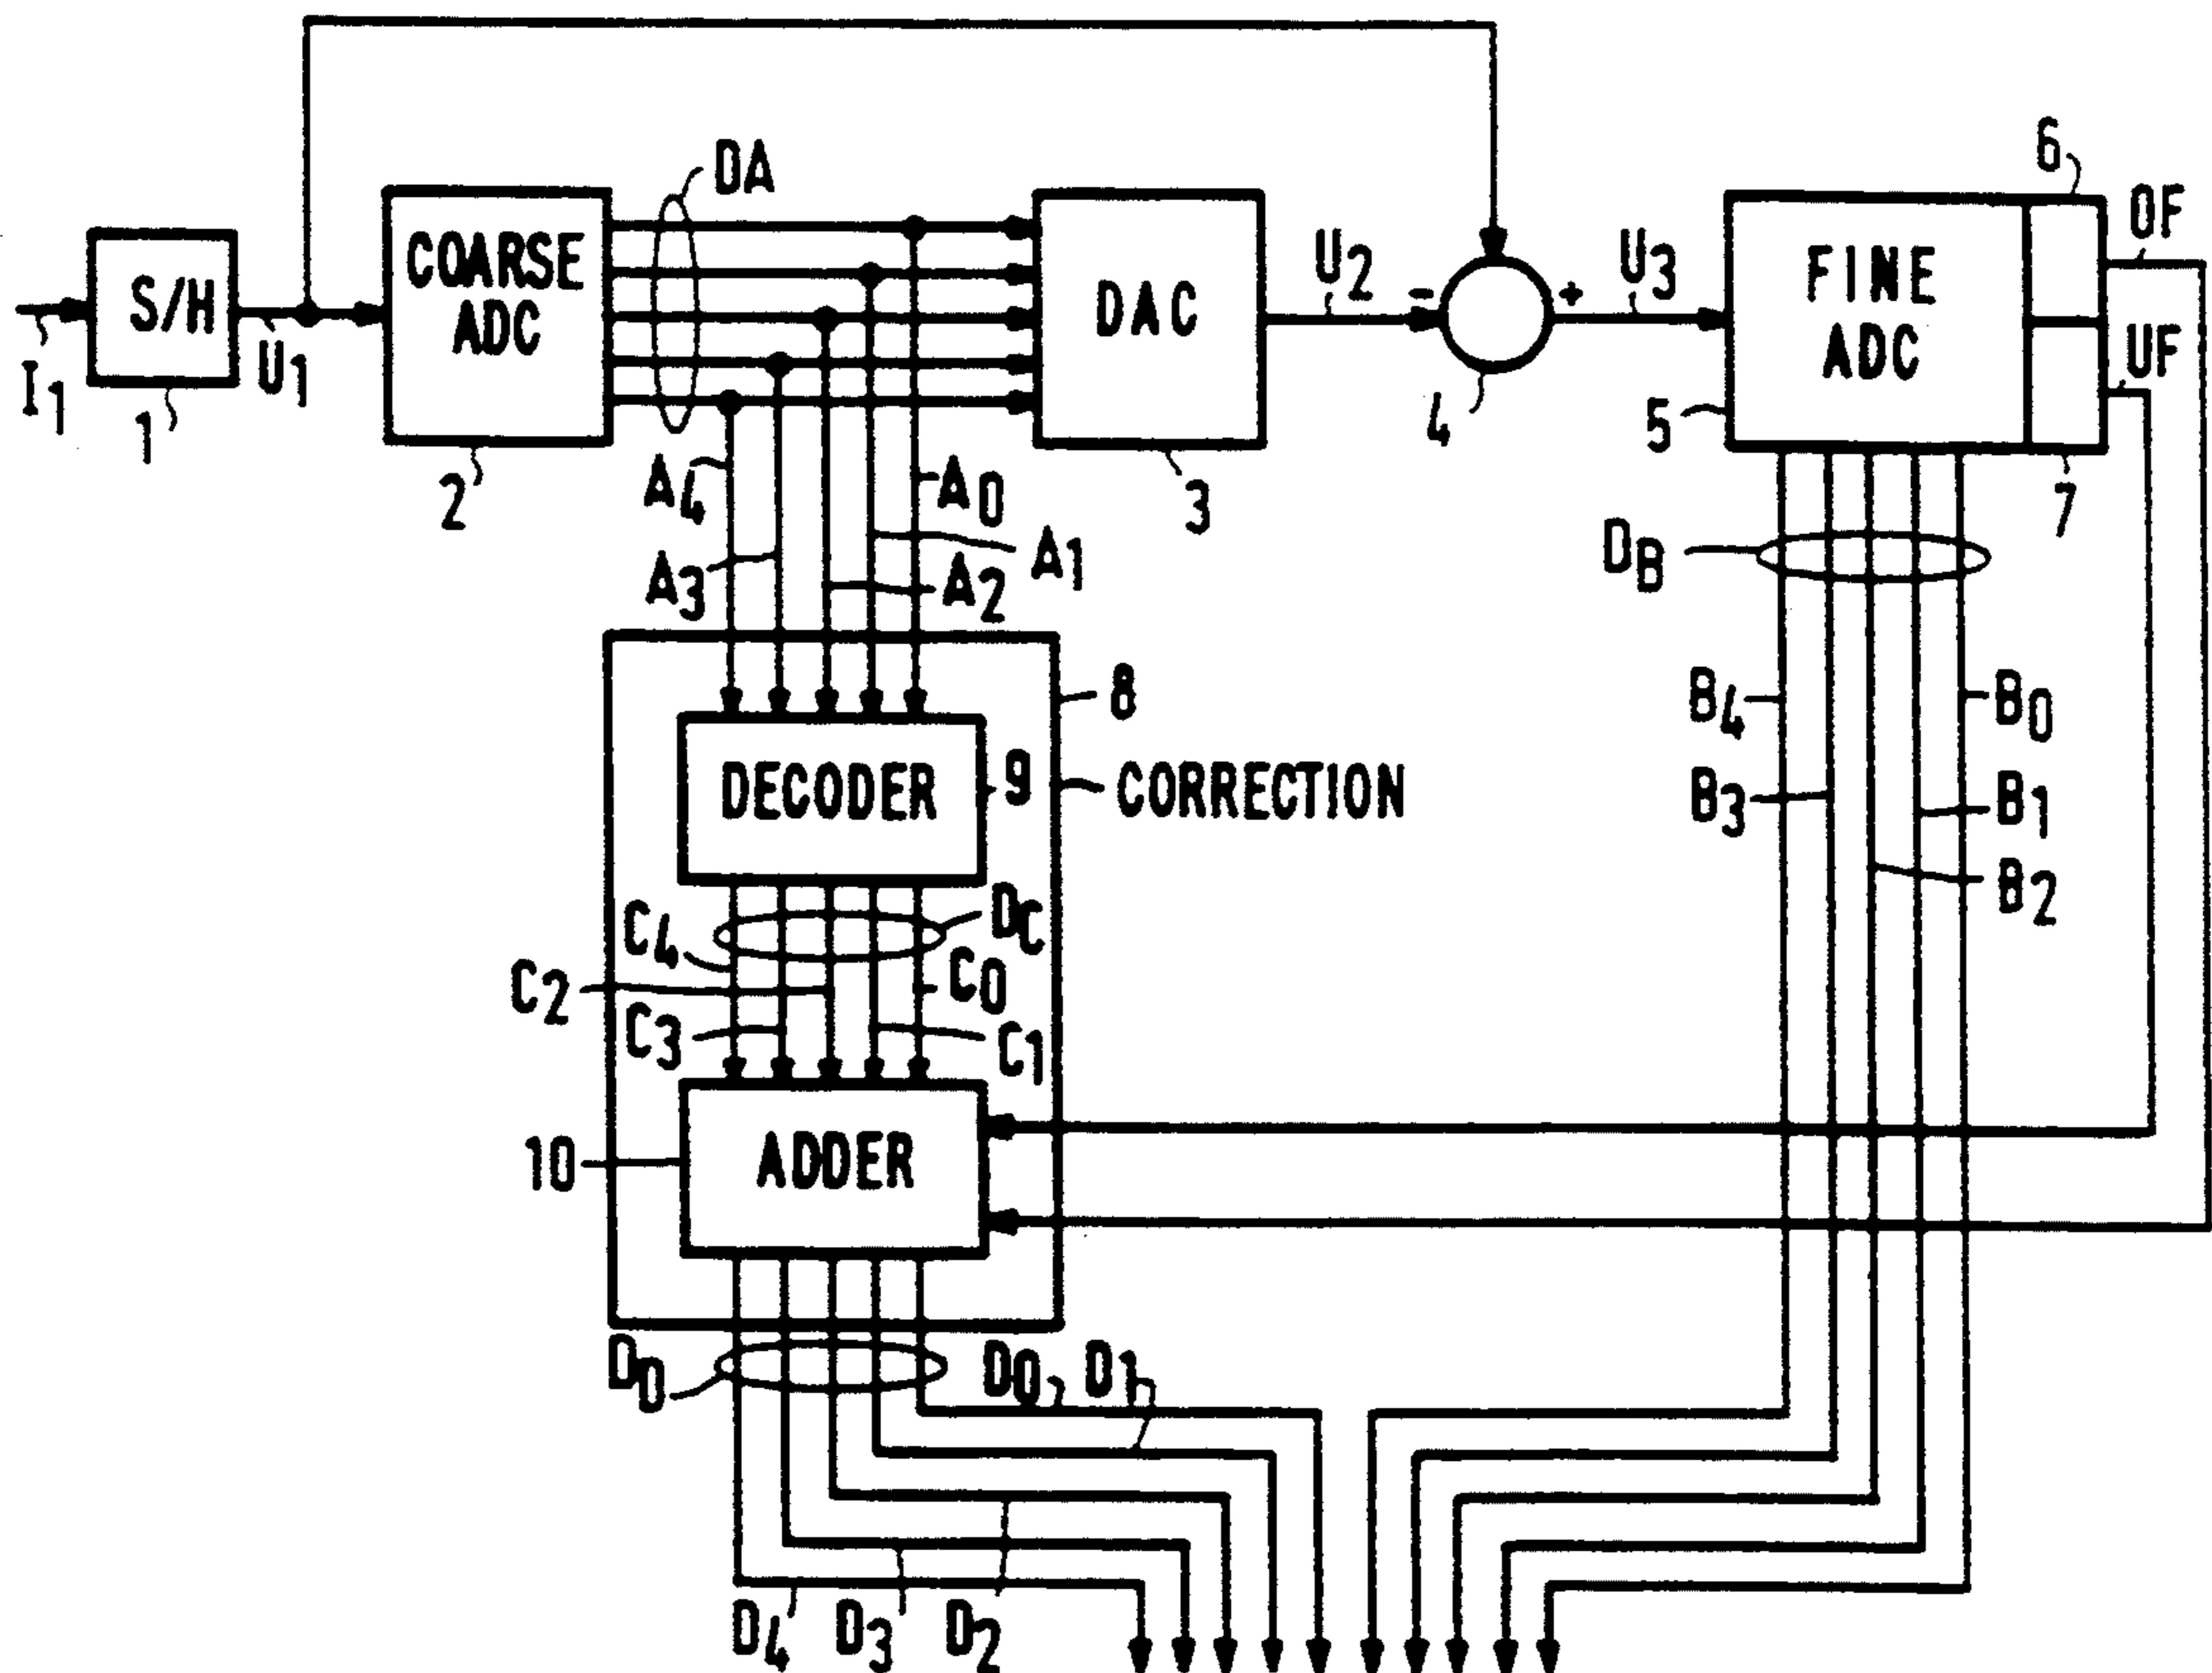 DA
6
OF
S/H
COARSE
ADC
DAC
U2
-
+
U3
FINE
ADC
UF
I1
1
U1
2
3
4
5
7
A4
A0
A3
A2
A1
DB
8
B4
B0
DECODER
9
CORRECTION
B3
B1
B2
C4
DC
C2
C0
C3
C1
10
ADDER
DD
D0
D1
D4
D3
D2